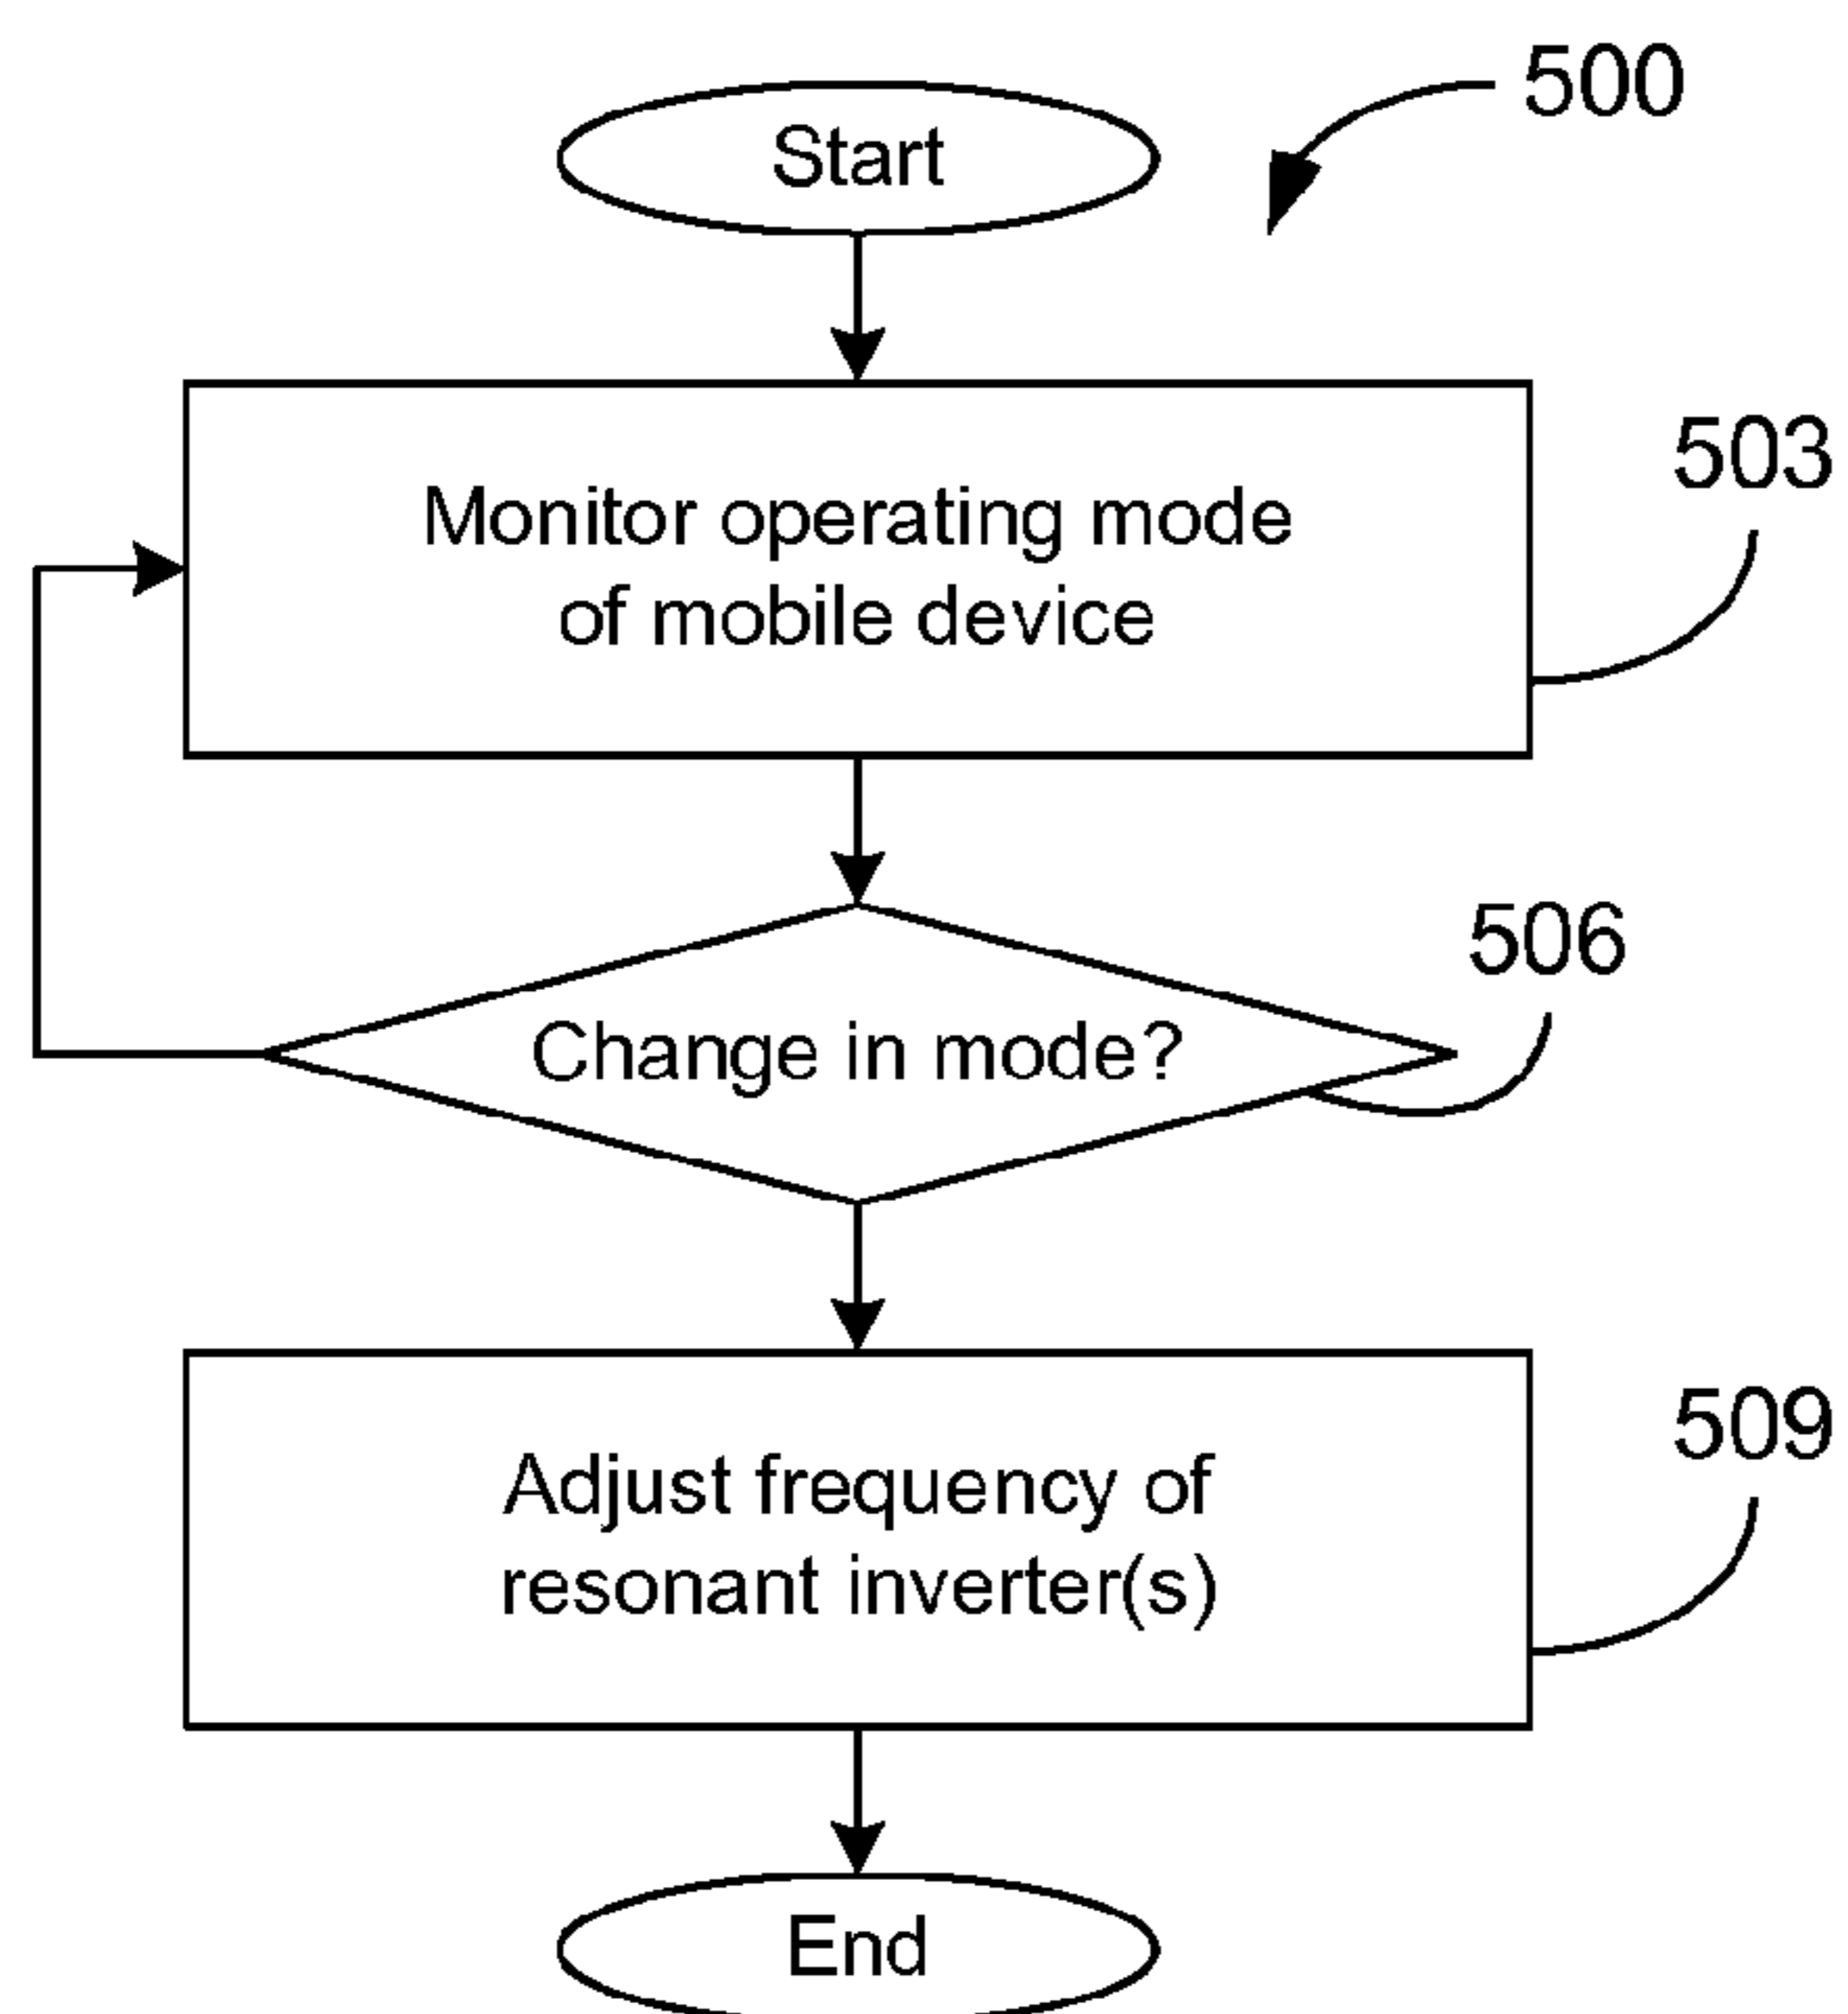 Start
500
Monitor operating mode
of mobile device
503
Change in mode?
506
Adjust frequency of
resonant inverter(s)
509
End